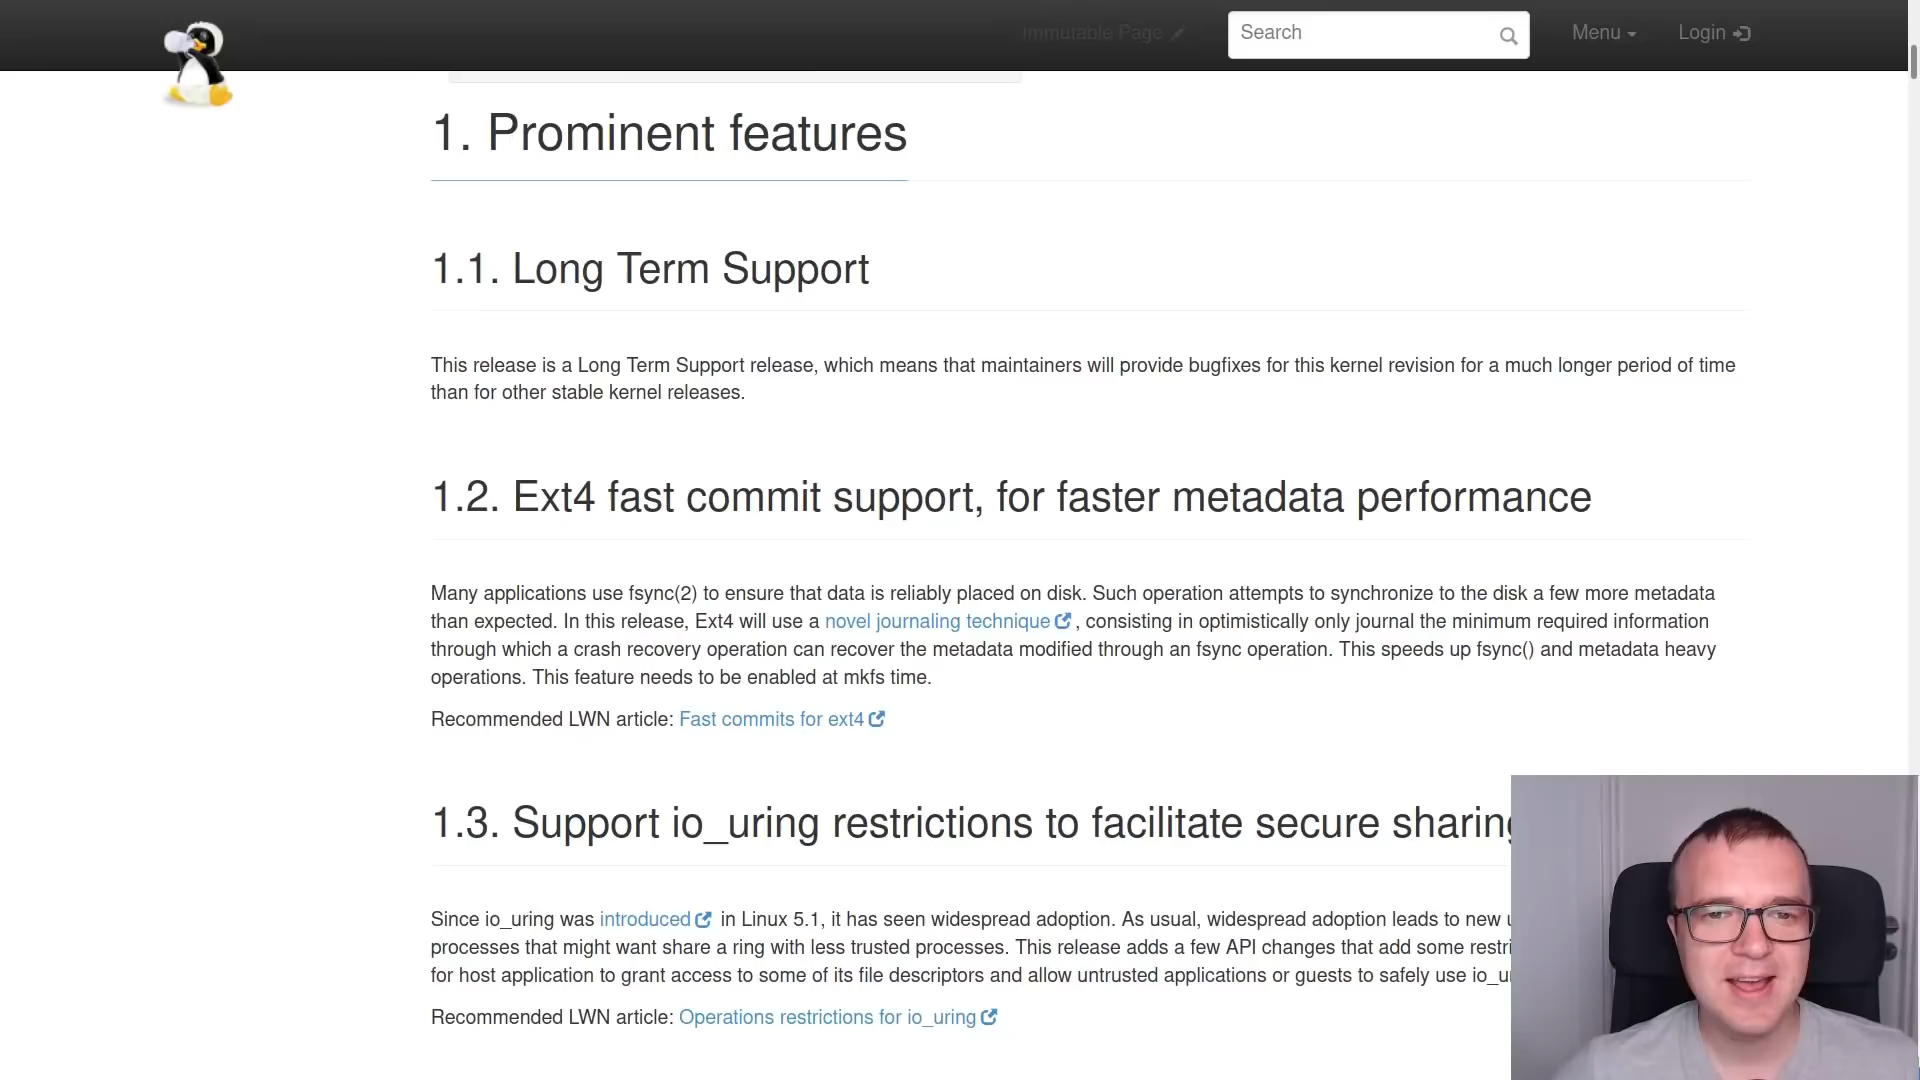 Immutable Page
Search
Menu
Login
1. Prominent features
1.1. Long Term Support
This release is a Long Term Support release, which means that maintainers will provide bugfixes for this kernel revision for a much longer period of time
than for other stable kernel releases.
1.2. Ext4 fast commit support, for faster metadata performance
Many applications use fsync(2) to ensure that data is reliably placed on disk. Such operation attempts to synchronize to the disk a few more metadata
than expected. In this release, Ext4 will use a novel journaling technique, consisting in optimistically only journal the minimum required information
through which a crash recovery operation can recover the metadata modified through an fsync operation. This speeds up fsync() and metadata heavy
operations. This feature needs to be enabled at mkfs time.
Recommended LWN article: Fast commits for ext4
1.3. Support io_uring restrictions to facilitate secure sharing
Since io_uring was introduced in Linux 5.1, it has seen widespread adoption. As usual, widespread adoption leads to new
processes that might want share a ring with less trusted processes. This release adds a few API changes that add some
for host application to grant access to some of its file descriptors and allow untrusted applications or guests to safely use
Recommended LWN article: Operations restrictions for io_uring